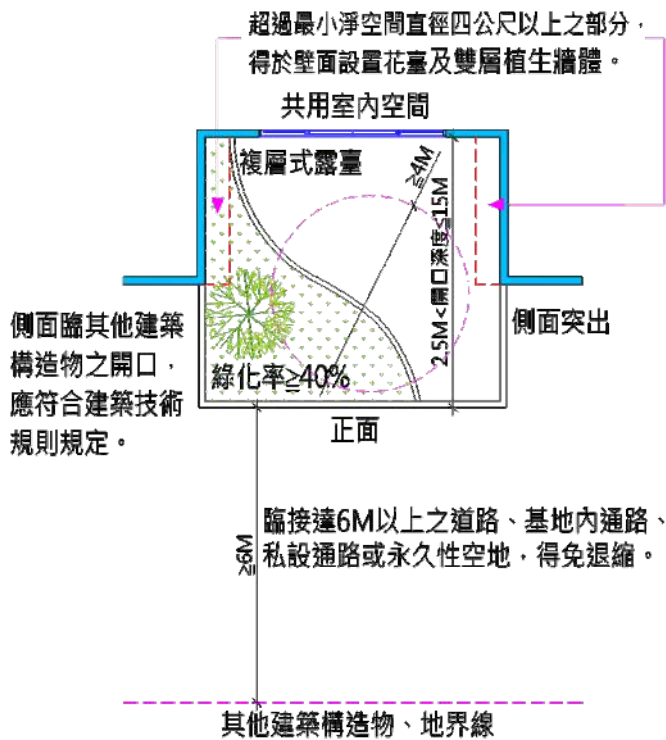 超過最小淨空間直徑四公尺以上之部分，
得於壁面設置花臺及雙層植生牆體。
共用室內空間
複層式露臺
≥4M
2.5M<開口深度≤15M
側面臨其他建築
構造物之開口，
應符合建築技術
規則規定。
側面突出
綠化率≥40%
正面
≥6M
臨接達6M以上之道路、基地內通路、
私設通路或永久性空地，得免退縮。
其他建築構造物、地界線